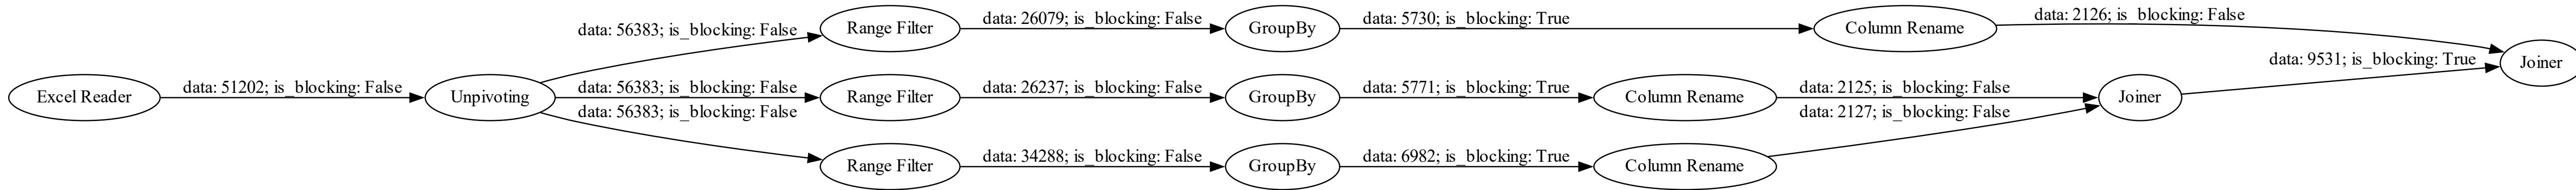 data: 56383; is_blocking: False
Range Filter
data: 26079; is_blocking: False
GroupBy
data: 5730; is_blocking: True
Column Rename
data: 2126; is_blocking: False
Excel Reader
data: 51202; is_blocking: False
Unpivoting
data: 56383; is_blocking: False
Range Filter
data: 26237; is_blocking: False
GroupBy
data: 5771; is_blocking: True
Column Rename
data: 2125; is_blocking: False
Joiner
data: 9531; is_blocking: True
Joiner
data: 56383; is_blocking: False
Range Filter
data: 34288; is_blocking: False
GroupBy
data: 6982; is_blocking: True
Column Rename
data: 2127; is_blocking: False